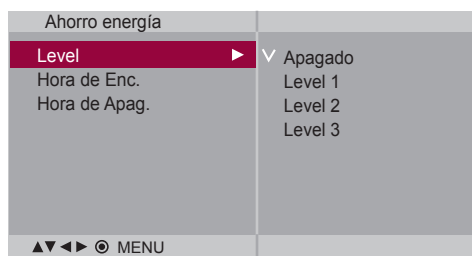 Ahorro energía
Level
Hora de Enc.
Hora de Apag.
Apagado
Level 1
Level 2
Level 3
MENU